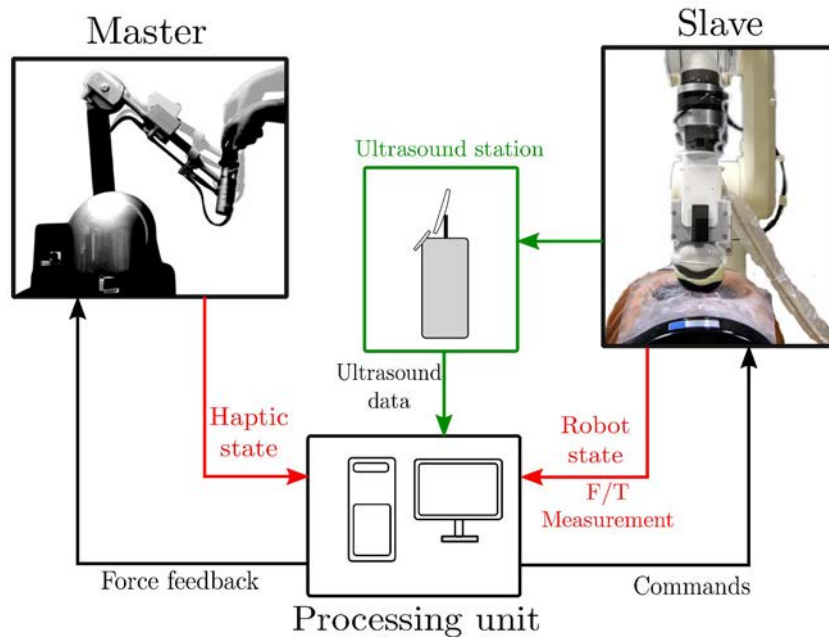 Master
Slave
Ultrasound station
Ultrasound
data
Haptic
state
Robot
state
F/T
Measurement
Force feedback
Commands
Processing unit